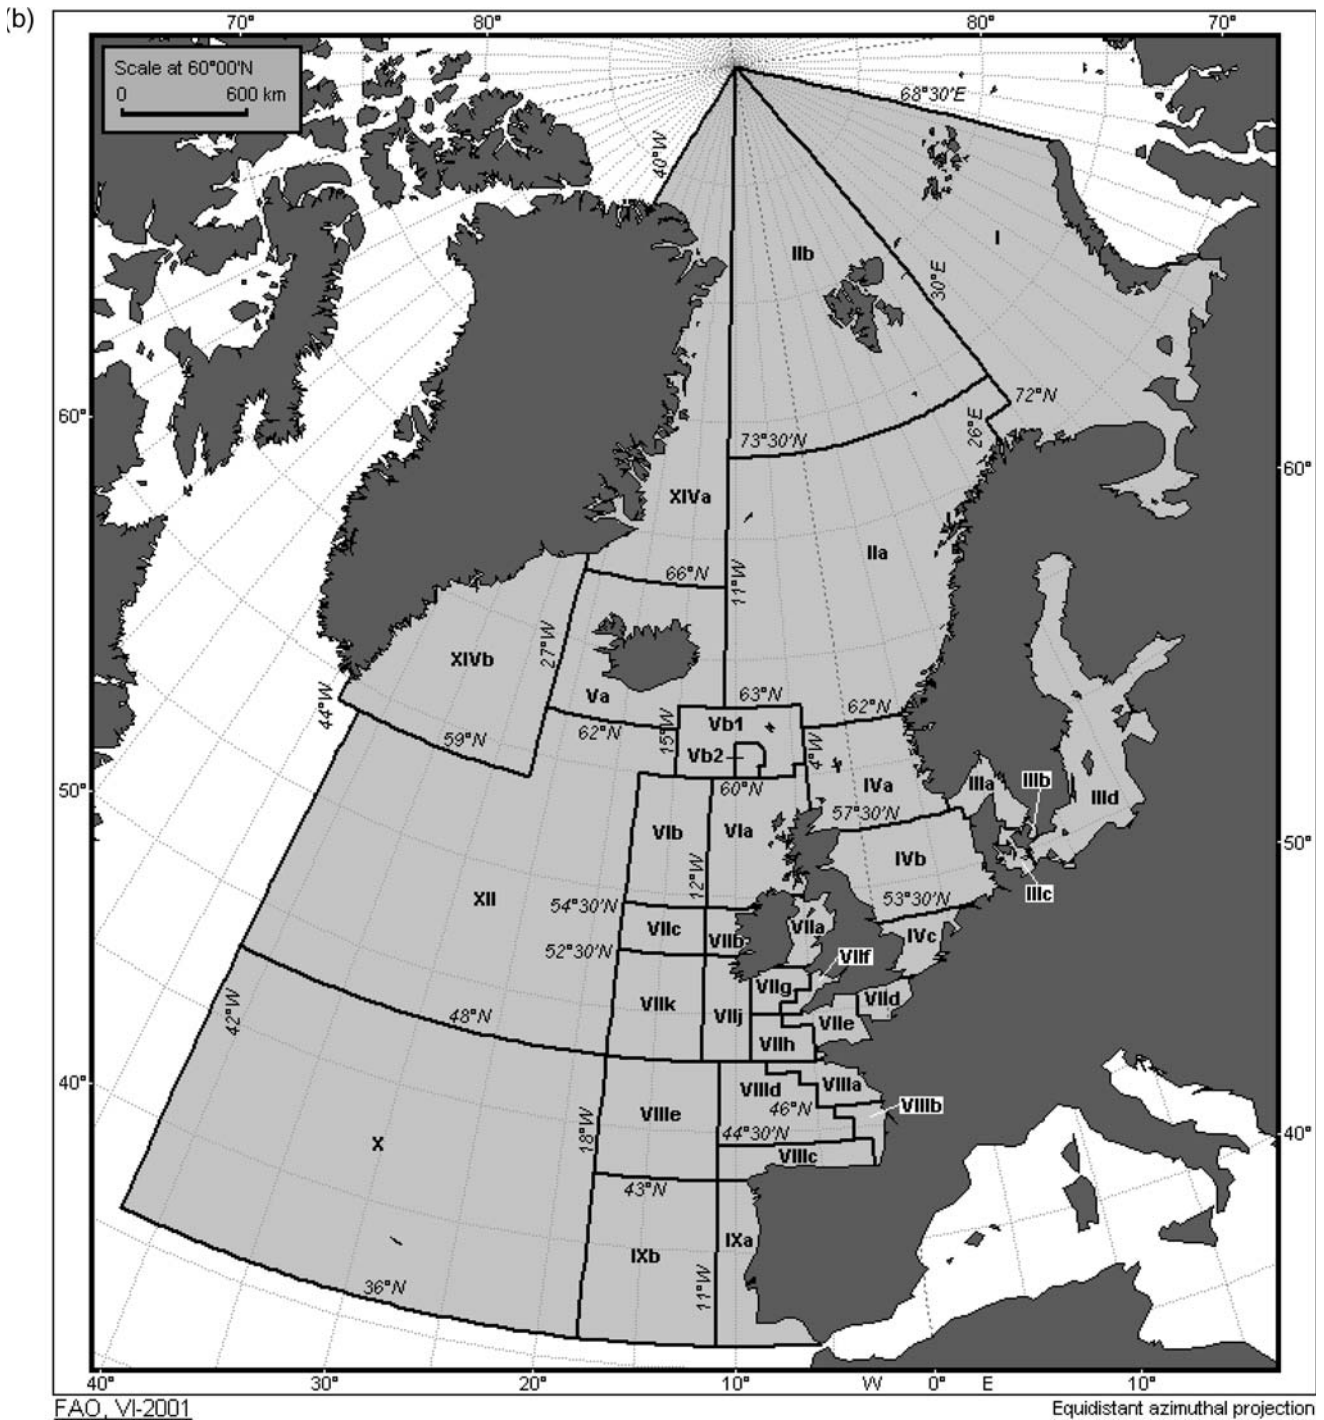 (b)
70° 80° 80° 70°
Scale at 60°00'N
0 600 km
68°30'E
40°W
I
IIb
30°E
60°
72°N
26°E
73°30'N
60°
XIVa
IIa
66°N
11°W
27°W
XIVb
Va
63°N
62°N
44°W
Vb1
15°W
62°N
59°N
Vb2
4°W
IVa
IIIa
IIIb
IIId
50°
60°N
57°30'N
VIb
VIa
IVb
50°
12°W
IIIc
XII
53°30'N
54°30'N
VIIc
VIIb
VIIa
IVc
52°30'N
VIIf
VIIg
VIIk
VIIj
VIId
VIIe
42°W
48°N
VIIh
40°
VIIId
VIIIa
46°N
VIIIb
VIIIe
18°W
44°30'N
40°
X
VIIIc
43°N
IXa
IXb
11°W
36°N
40° 30° 20° 10° W 0° E 10°
FAO, VI-2001
Equidistant azimuthal projection